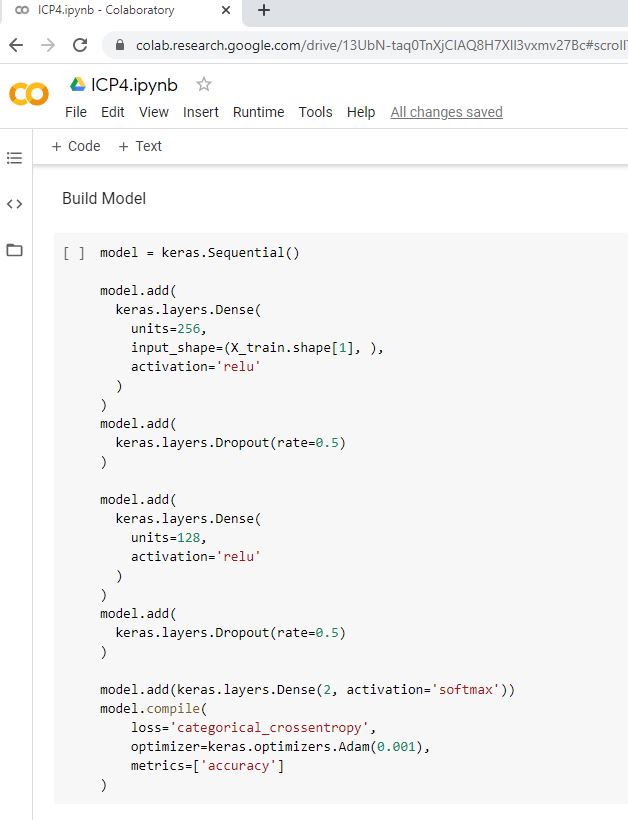 ICP4.ipynb - Colaboratory
colab.research.google.com/drive/13UbN-taq0TnXjCIAQ8H7XII3vxmv27Bc#scrollT
ICP4.ipynb
File Edit View Insert Runtime Tools Help All changes saved
+ Code + Text
Build Model
[ ] model = keras.Sequential()
model.add(
  keras.layers.Dense(
    units=256,
    input_shape=(X_train.shape[1], ),
    activation='relu'
  )
)
model.add(
  keras.layers.Dropout(rate=0.5)
)
model.add(
  keras.layers.Dense(
    units=128,
    activation='relu'
  )
)
model.add(
  keras.layers.Dropout(rate=0.5)
)
model.add(keras.layers.Dense(2, activation='softmax'))
model.compile(
    loss='categorical_crossentropy',
    optimizer=keras.optimizers.Adam(0.001),
    metrics=['accuracy']
)